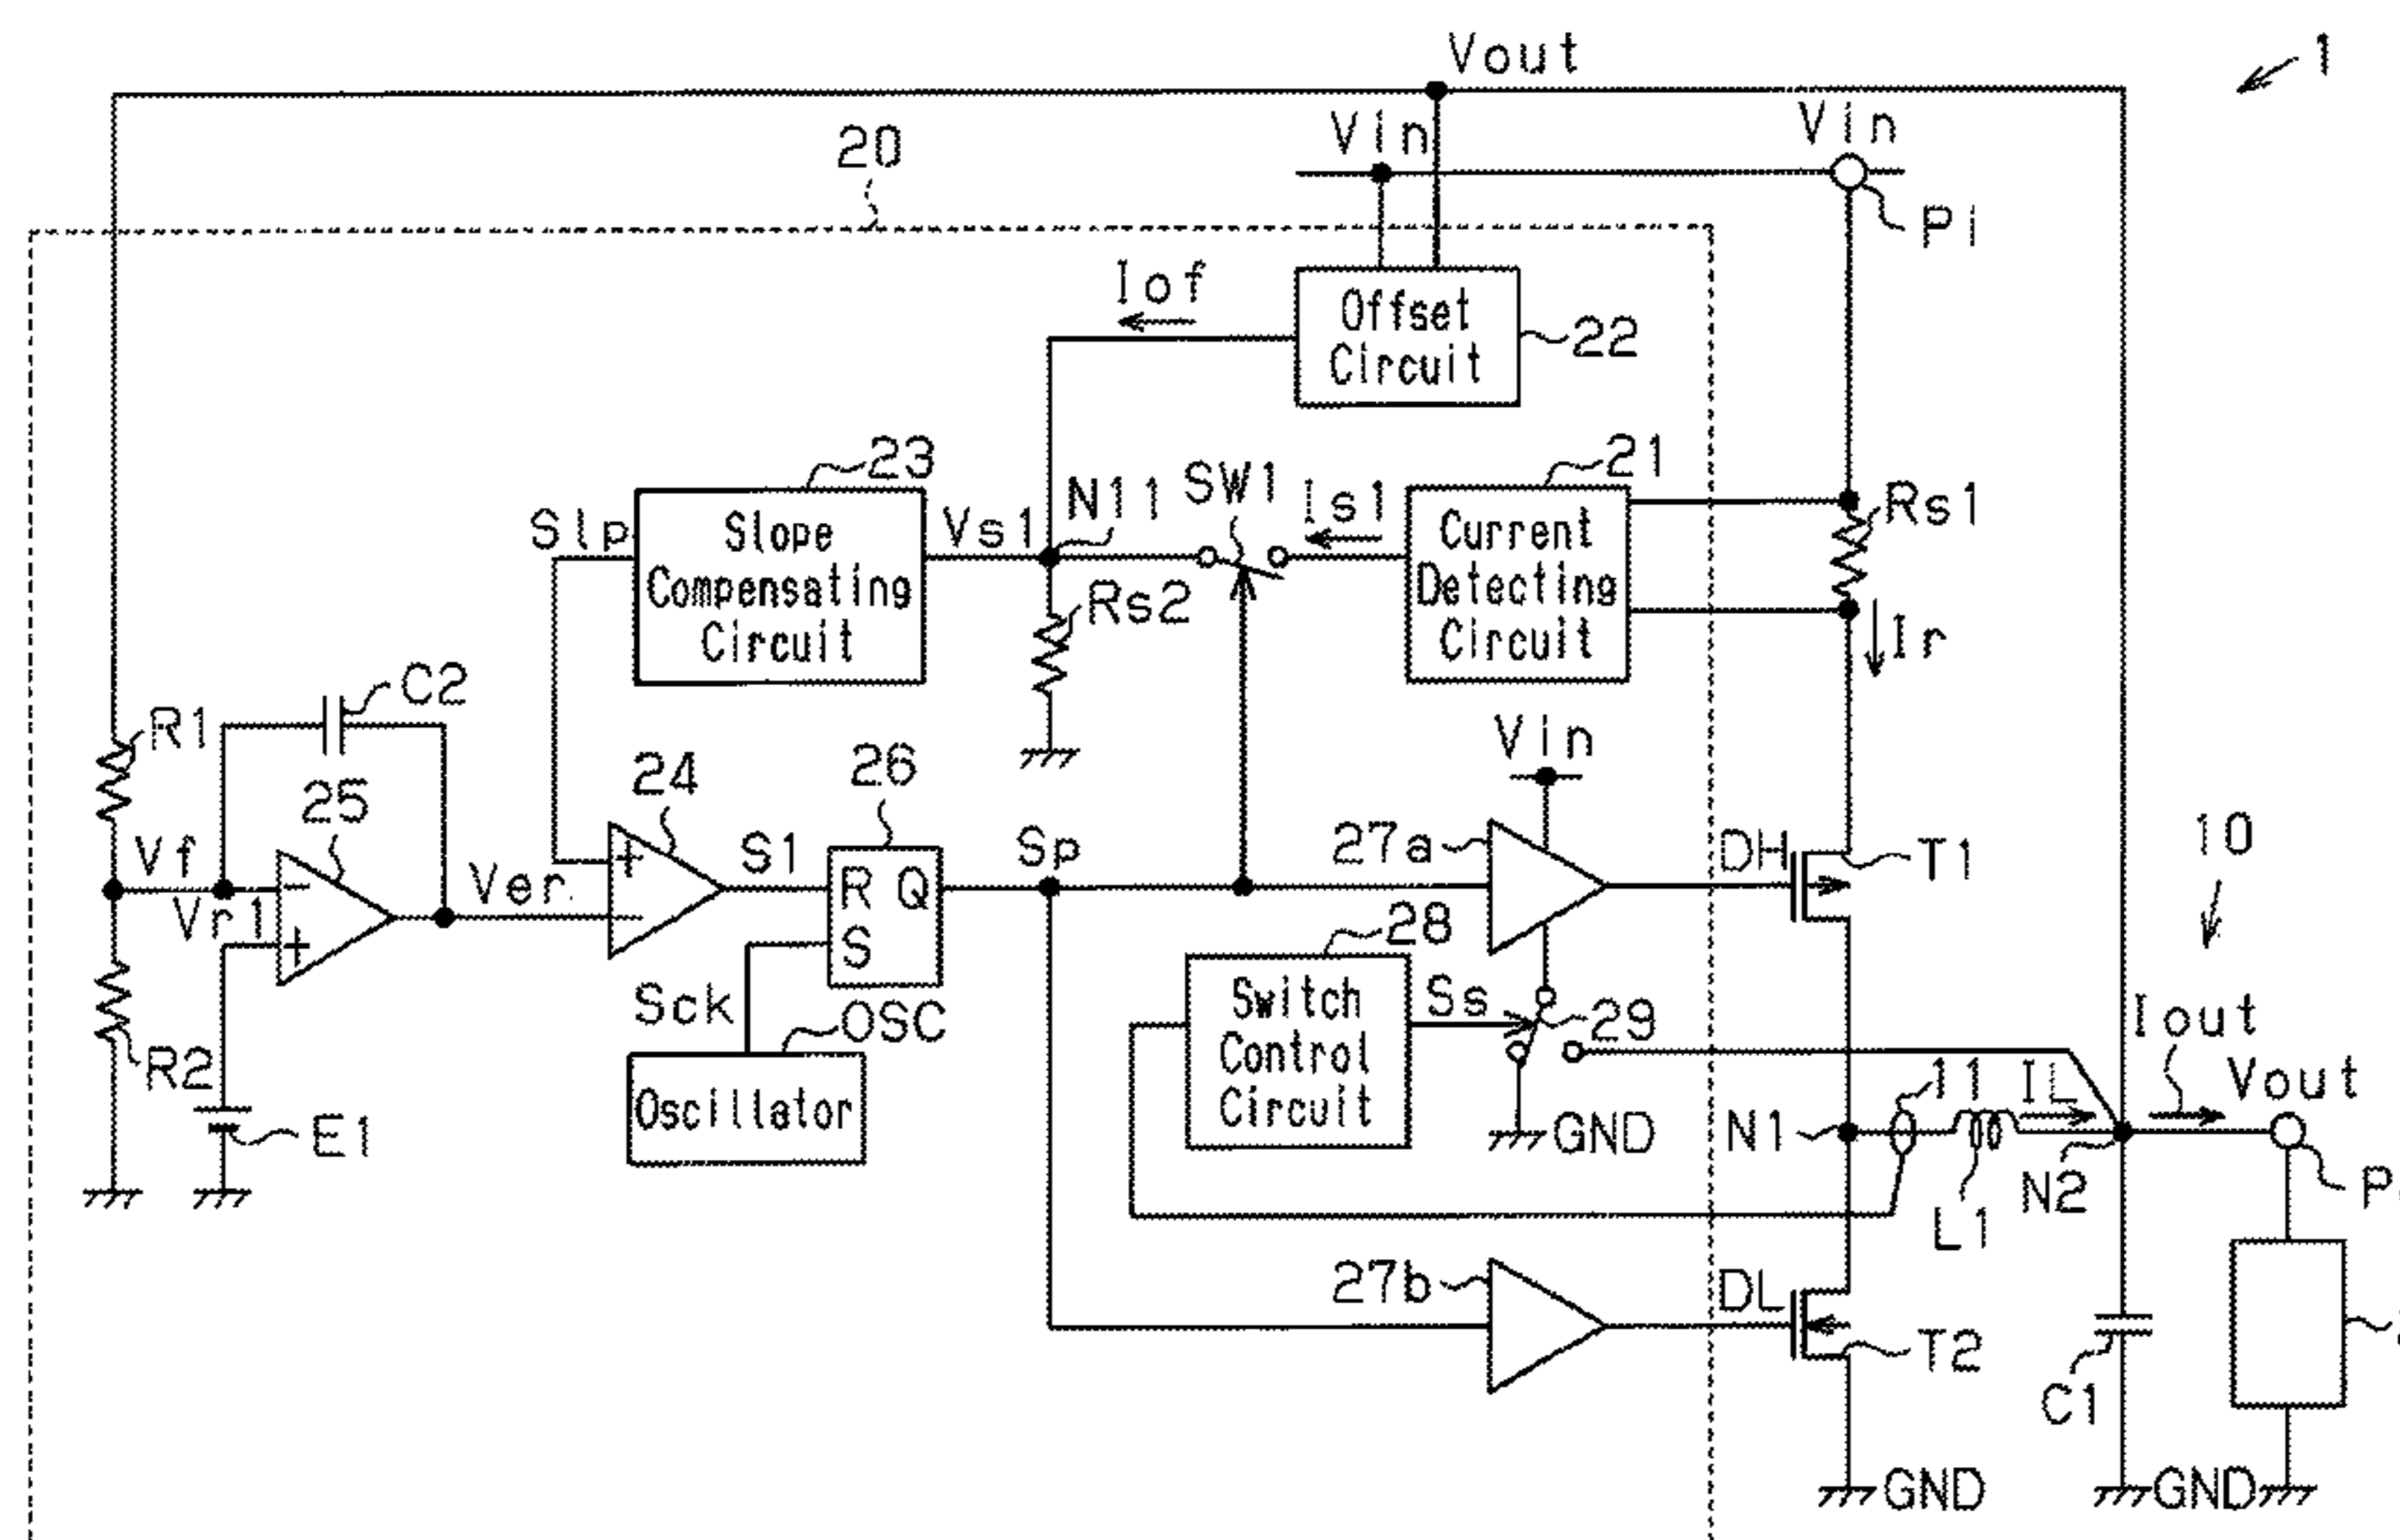 Vout
1
Vin
Vin
20
Pi
Iof
Offset
Circuit
22
23
N11
SW1
Is1
21
Rs1
Slp
Slope
Compensating
Circuit
Vs1
Current
Detecting
Circuit
Rs2
Ir
C2
R1
Vin
25
24
26
10
Vf
Vr1
Ver
S1
R Q
S
Sp
27a
DH
T1
28
Sck
OSC
Switch
Control
Circuit
Ss
29
Iout
R2
Oscillator
E1
GND
N1
11
IL
Vout
N2
L1
P
27b
DL
T2
C1
GND
GND